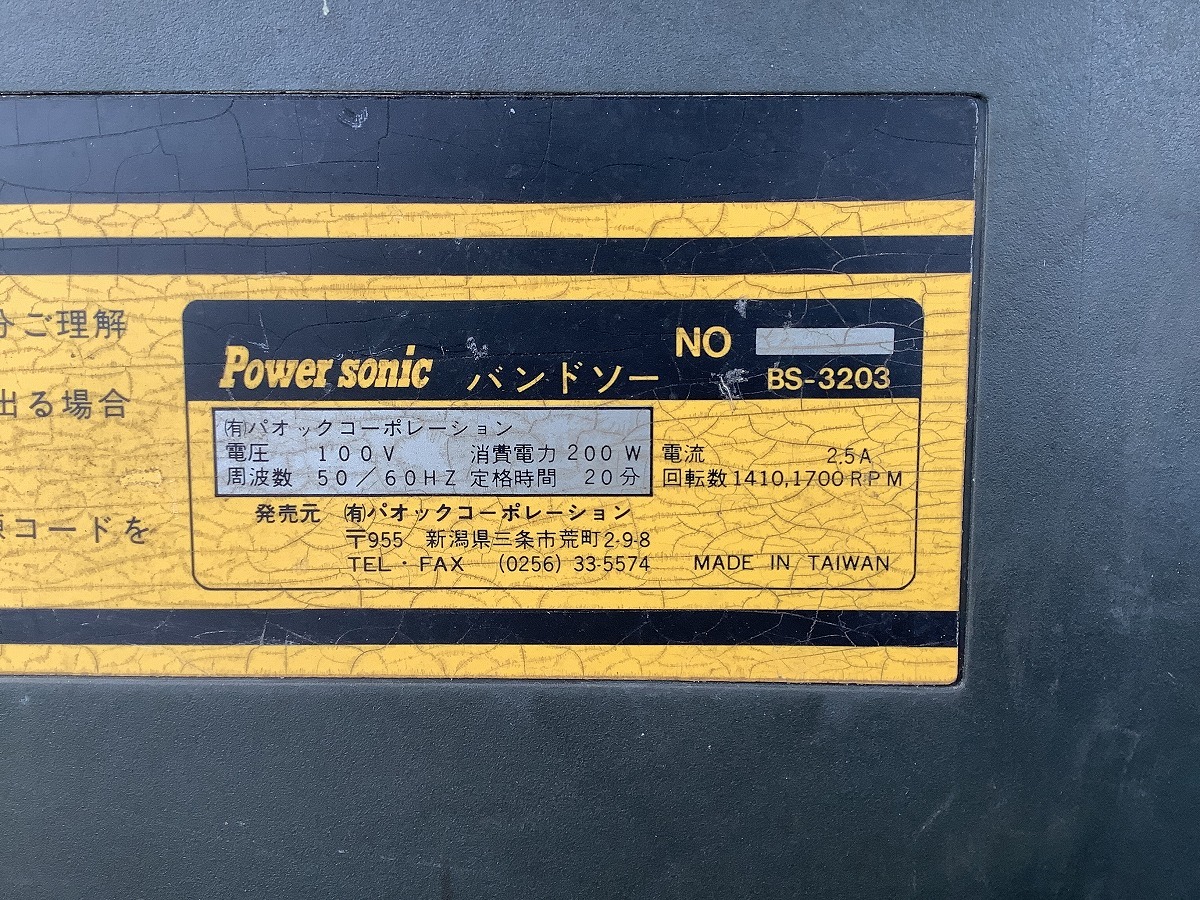 分ご理解
出る場合
コードを
Power sonic バンドソー NO BS-3203
㈲パオックコーポレーション
電圧 100V 消費電力 200W 電流 2.5A
周波数 50/60HZ 定格時間 20分 回転数1410,1700RPM
発売元 ㈲パオックコーポレーション
〒955 新潟県三条市荒町2-9-8
TEL・FAX (0256) 33-5574 MADE IN TAIWAN